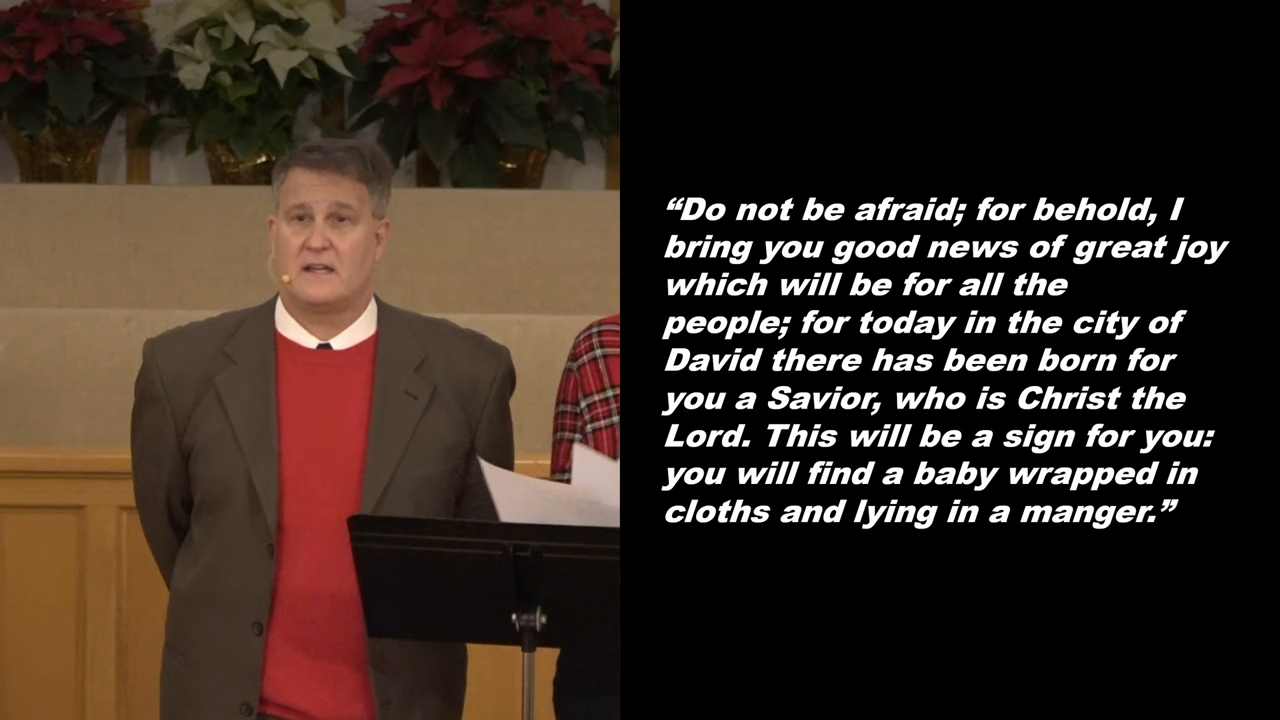 “Do not be afraid; for behold, I
bring you good news of great joy
which will be for all the
people; for today in the city of
David there has been born for
you a Savior, who is Christ the
Lord. This will be a sign for you:
you will find a baby wrapped in
cloths and lying in a manger.”